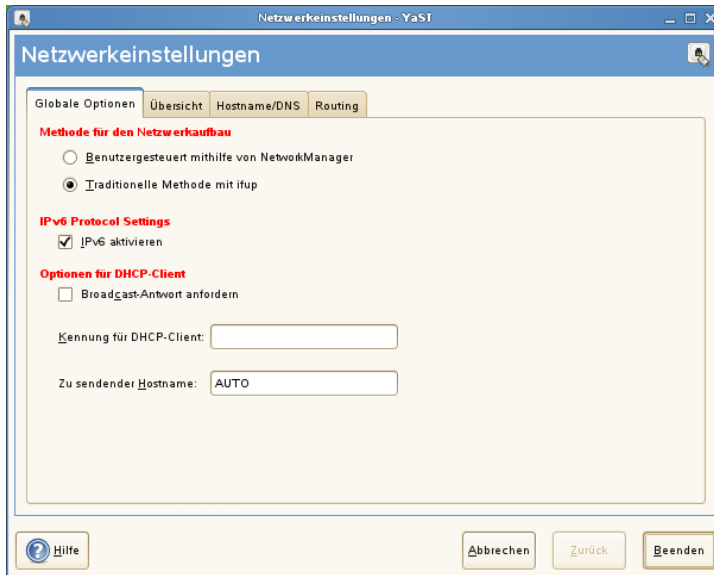 Netzwerkeinstellungen - YaST
Netzwerkeinstellungen
Globale Optionen Übersicht Hostname/DNS Routing
Methode für den Netzwerkaufbau
Benutzergesteuert mithilfe von NetworkManager
Traditionelle Methode mit ifup
IPv6 Protocol Settings
IPv6 aktivieren
Optionen für DHCP-Client
Broadcast-Antwort anfordern
Kennung für DHCP-Client:
Zu sendender Hostname: AUTO
Hilfe Abbrechen Zurück Beenden